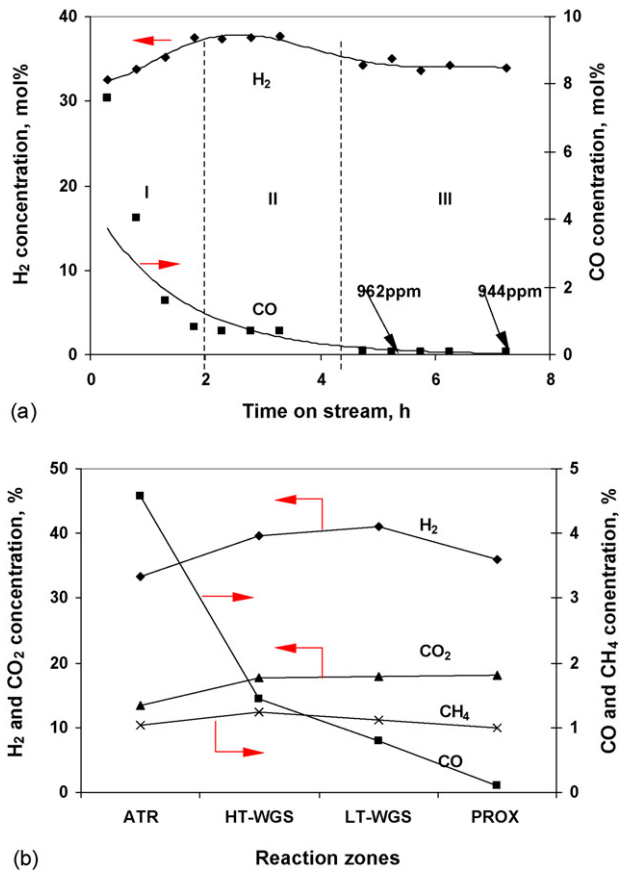 H2 concentration, mol%
40
30
20
10
0
CO conentration, mol%
10
8
6
4
2
0
H2
I
II
III
CO
962ppm
944ppm
0
2
4
6
8
Time on stream, h
(a)
H2 and CO2 concentration, %
50
40
30
20
10
0
CO and CH4 concentration, %
5
4
3
2
1
0
H2
CO2
CH4
CO
ATR
HT-WGS
LT-WGS
PROX
Reaction zones
(b)